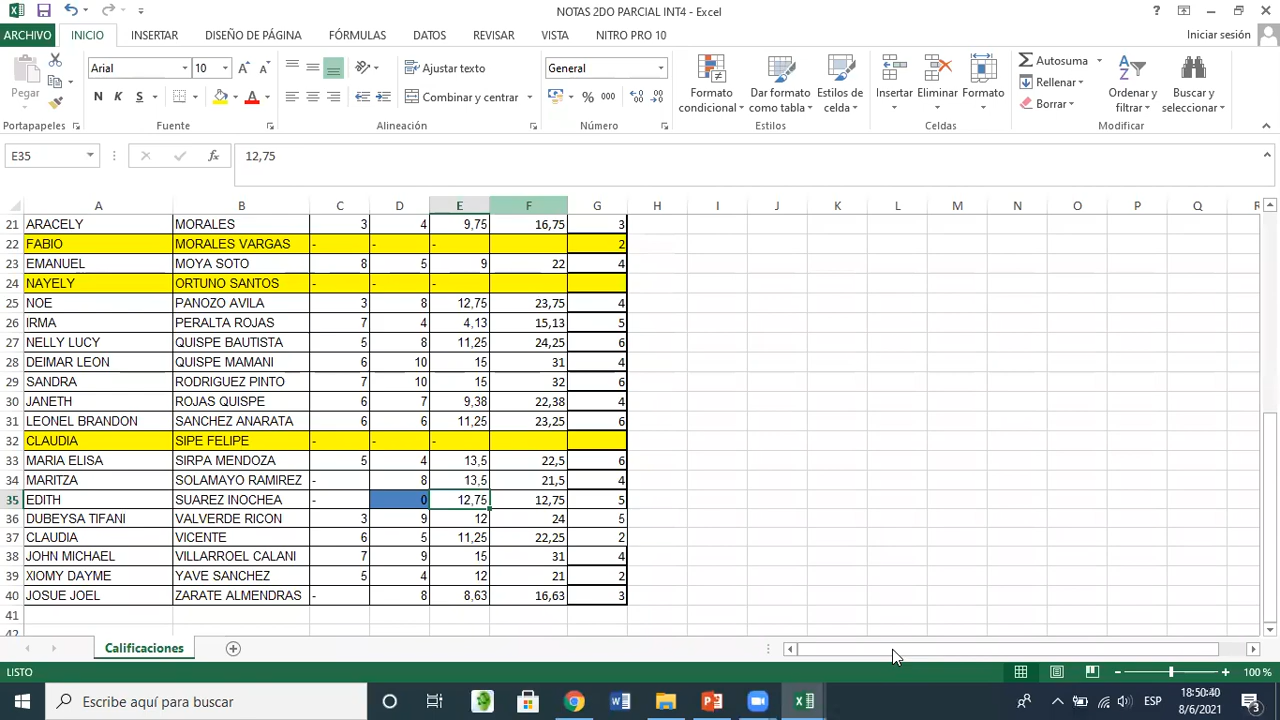 NOTAS 2DO PARCIAL INT4 - Excel
ARCHIVO INICIO INSERTAR DISEÑO DE PÁGINA FÓRMULAS DATOS REVISAR VISTA NITRO PRO 10 Iniciar sesión
Pegar
Arial 10
N K S
Ajustar texto
Combinar y centrar
General
% 000
Formato condicional
Dar formato como tabla
Estilos de celda
Insertar Eliminar Formato
Autosuma
Rellenar
Borrar
Ordenar y filtrar
Buscar y seleccionar
Portapapeles Fuente Alineación Número Estilos Celdas Modificar
E35 fx 12,75
A B C D E F G H I J K L M N O P Q R
21 ARACELY MORALES 3 4 9,75 16,75 3
22 FABIO MORALES VARGAS - - - 2
23 EMANUEL MOYA SOTO 8 5 9 22 4
24 NAYELY ORTUNO SANTOS - - -
25 NOE PANOZO AVILA 3 8 12,75 23,75 4
26 IRMA PERALTA ROJAS 7 4 4,13 15,13 5
27 NELLY LUCY QUISPE BAUTISTA 5 8 11,25 24,25 6
28 DEIMAR LEON QUISPE MAMANI 6 10 15 31 4
29 SANDRA RODRIGUEZ PINTO 7 10 15 32 6
30 JANETH ROJAS QUISPE 6 7 9,38 22,38 4
31 LEONEL BRANDON SANCHEZ ANARATA 6 6 11,25 23,25 6
32 CLAUDIA SIPE FELIPE - - -
33 MARIA ELISA SIRPA MENDOZA 5 4 13,5 22,5 6
34 MARITZA SOLAMAYO RAMIREZ - 8 13,5 21,5 4
35 EDITH SUAREZ INOCHEA - 0 12,75 12,75 5
36 DUBEYSA TIFANI VALVERDE RICON 3 9 12 24 5
37 CLAUDIA VICENTE 6 5 11,25 22,25 2
38 JOHN MICHAEL VILLARROEL CALANI 7 9 15 31 4
39 XIOMY DAYME YAVE SANCHEZ 5 4 12 21 2
40 JOSUE JOEL ZARATE ALMENDRAS - 8 8,63 16,63 3
41
42
Calificaciones
LISTO 100 %
Escribe aquí para buscar
ESP
18:50:40
8/6/2021
3